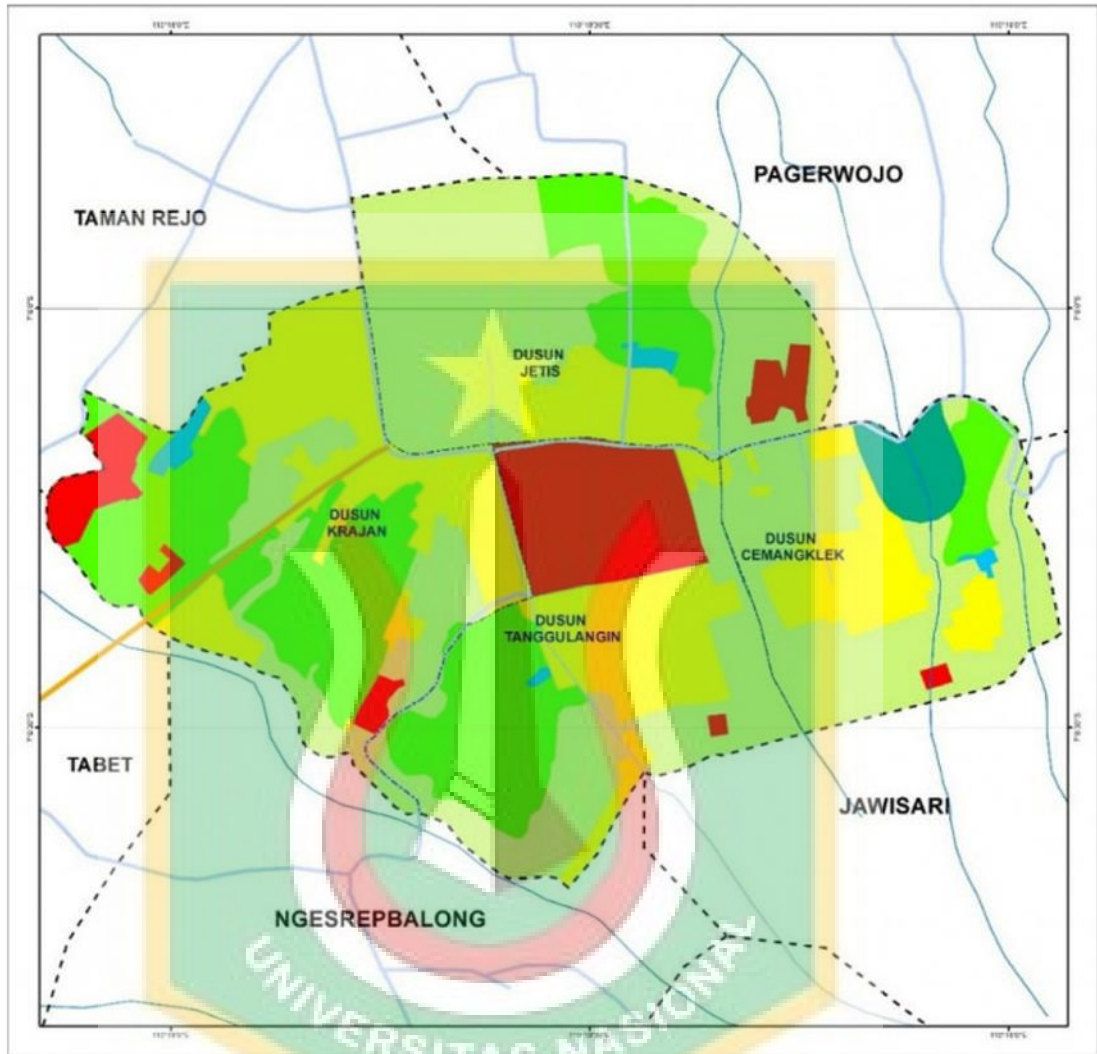 PAGERWOJO
TAMAN REJO
DUSUN
JETIS
DUSUN
KRAJAN
DUSUN
CEMANGKLEK
DUSUN
TANGGULANGIN
TABET
JAWISARI
NGESREPBALONG
UNIVERSITAS NASIONAL